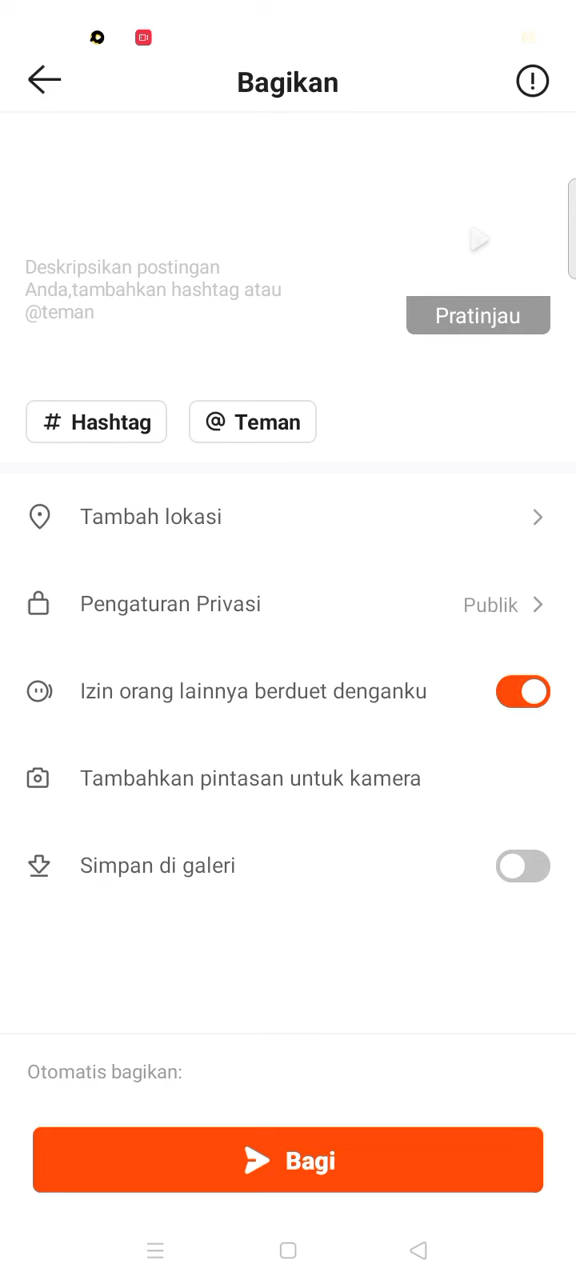 Bagikan
Deskripsikan postingan
Anda,tambahkan hashtag atau
@teman
Pratinjau
# Hashtag
@ Teman
Tambah lokasi
Pengaturan Privasi
Publik
Izin orang lainnya berduet denganku
Tambahkan pintasan untuk kamera
Simpan di galeri
Otomatis bagikan:
Bagi